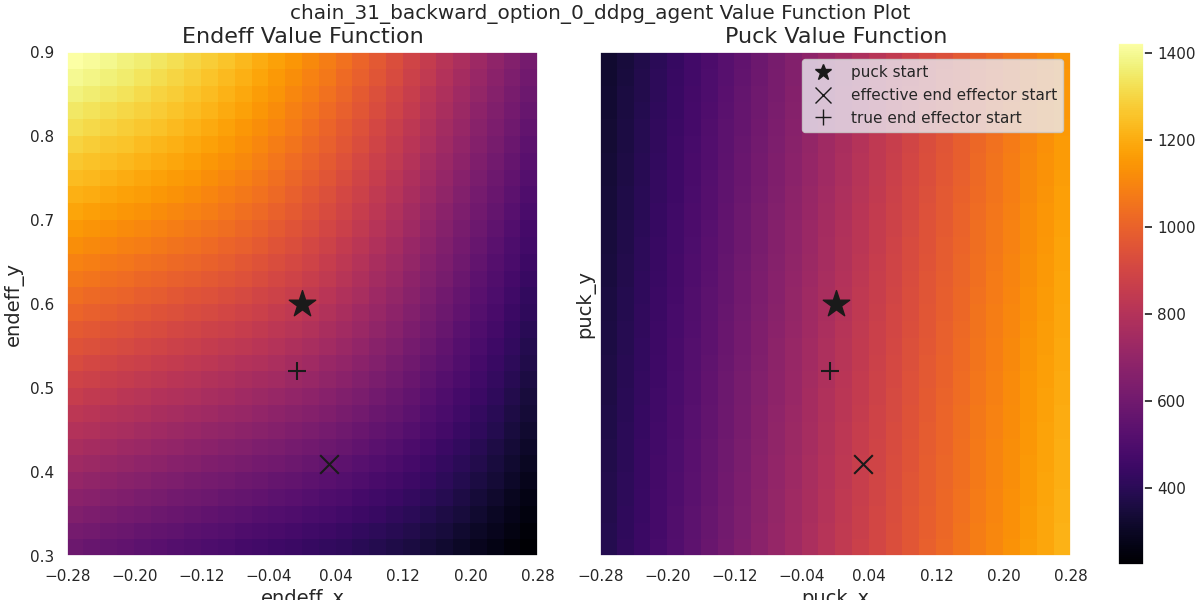 chain_31_backward_option_0_ddpg_agent Value Function Plot
Endeff Value Function
Puck Value Function
puck start
effective end effector start
true end effector start
endeff_y
0.9
0.8
0.7
0.6
0.5
0.4
0.3
−0.28 −0.20 −0.12 −0.04 0.04 0.12 0.20 0.28
endeff_x
puck_y
−0.28 −0.20 −0.12 −0.04 0.04 0.12 0.20 0.28
puck_x
1400
1200
1000
800
600
400